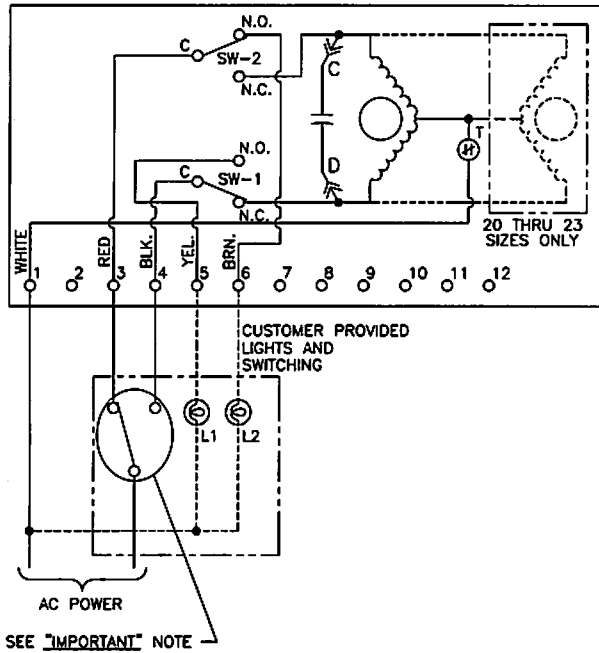 N.O.
C
SW-2
N.C.
C
D
N.O.
C
SW-1
N.C.
T
20 THRU 23
SIZES ONLY
WHITE
RED
BLK.
YEL.
BRN.
1 2 3 4 5 6 7 8 9 10 11 12
CUSTOMER PROVIDED
LIGHTS AND
SWITCHING
L1 L2
AC POWER
SEE "IMPORTANT" NOTE